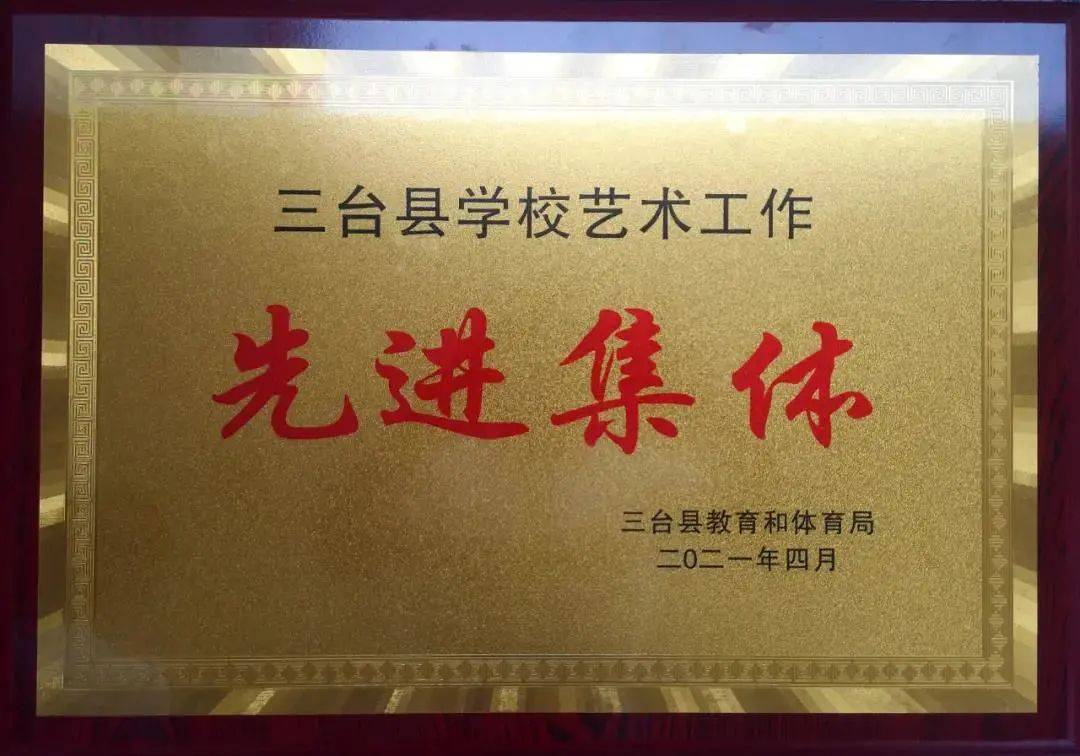 三台县学校艺术工作
先进集体
三台县教育和体育局
二0二一年四月